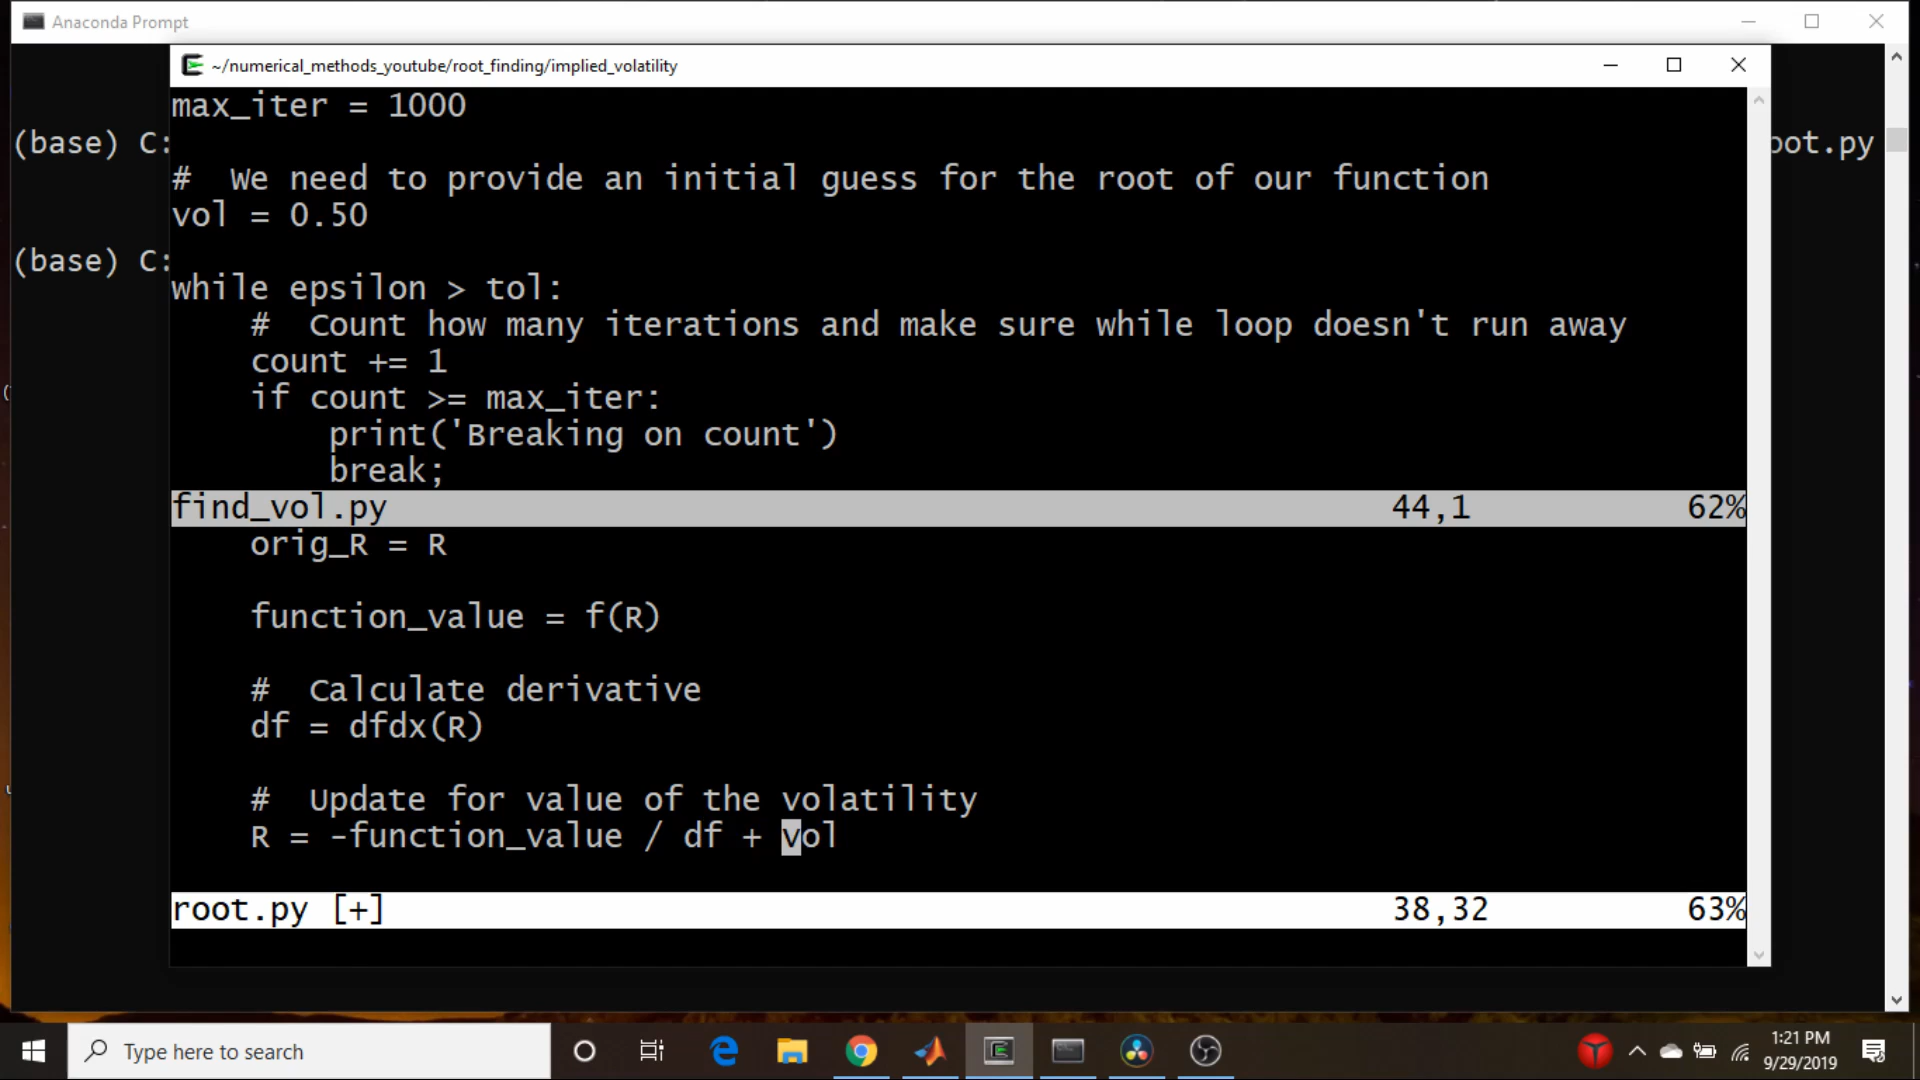 Anaconda Prompt
~/numerical_methods_youtube/root_finding/implied_volatility
max_iter = 1000
(base) C:
oot.py
#  We need to provide an initial guess for the root of our function
vol = 0.50
(base) C:
while epsilon > tol:
#  Count how many iterations and make sure while loop doesn't run away
count += 1
if count >= max_iter:
print('Breaking on count')
break;
find_vol.py 44,1 62%
orig_R = R
function_value = f(R)
#  Calculate derivative
df = dfdx(R)
#  Update for value of the volatility
R = -function_value / df + vol
root.py [+] 38,32 63%
Type here to search
1:21 PM
9/29/2019